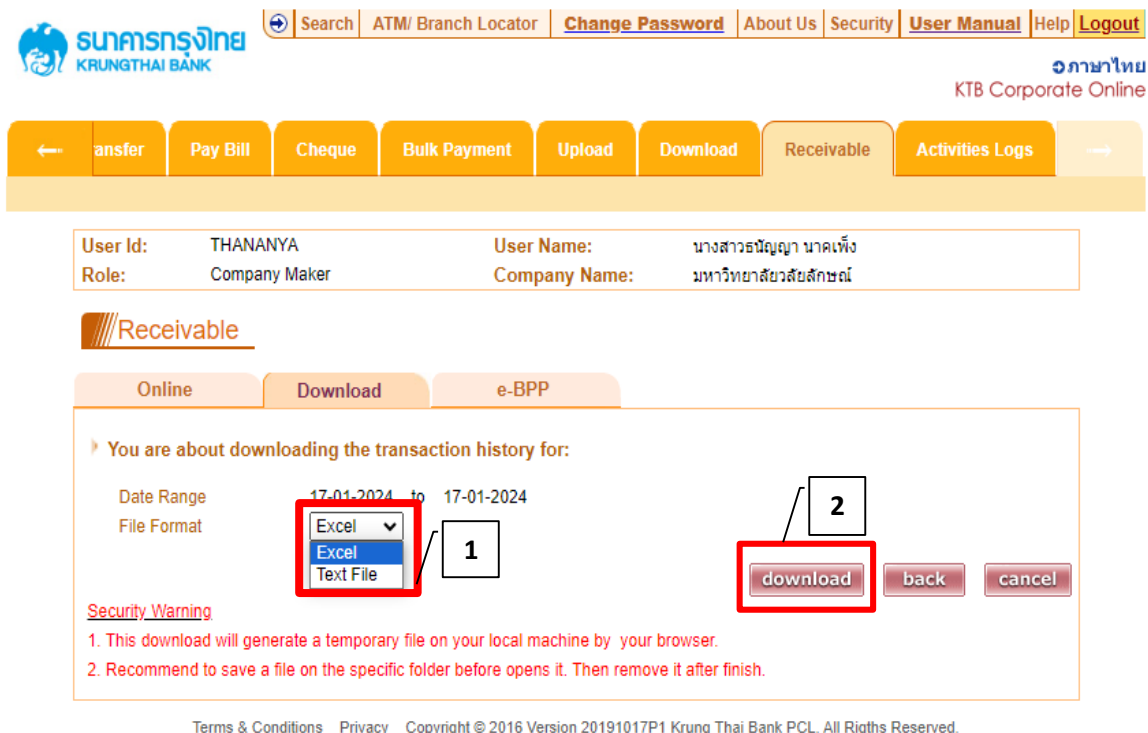 ธนาคารกรุงไทย
KRUNGTHAI BANK
Search ATM/ Branch Locator Change Password About Us Security User Manual Help Logout
ภาษาไทย
KTB Corporate Online
ansfer Pay Bill Cheque Bulk Payment Upload Download Receivable Activities Logs
User Id: THANANYA User Name: นางสาวธนัญญา นาคเพ็ง
Role: Company Maker Company Name: มหาวิทยาลัยวลัยลักษณ์
Receivable
Online Download e-BPP
You are about downloading the transaction history for:
Date Range 17-01-2024 to 17-01-2024
File Format Excel
Excel
Text File
1
2
download back cancel
Security Warning
1. This download will generate a temporary file on your local machine by your browser.
2. Recommend to save a file on the specific folder before opens it. Then remove it after finish.
Terms & Conditions Privacy Copyright © 2016 Version 20191017P1 Krung Thai Bank PCL. All Rigths Reserved.